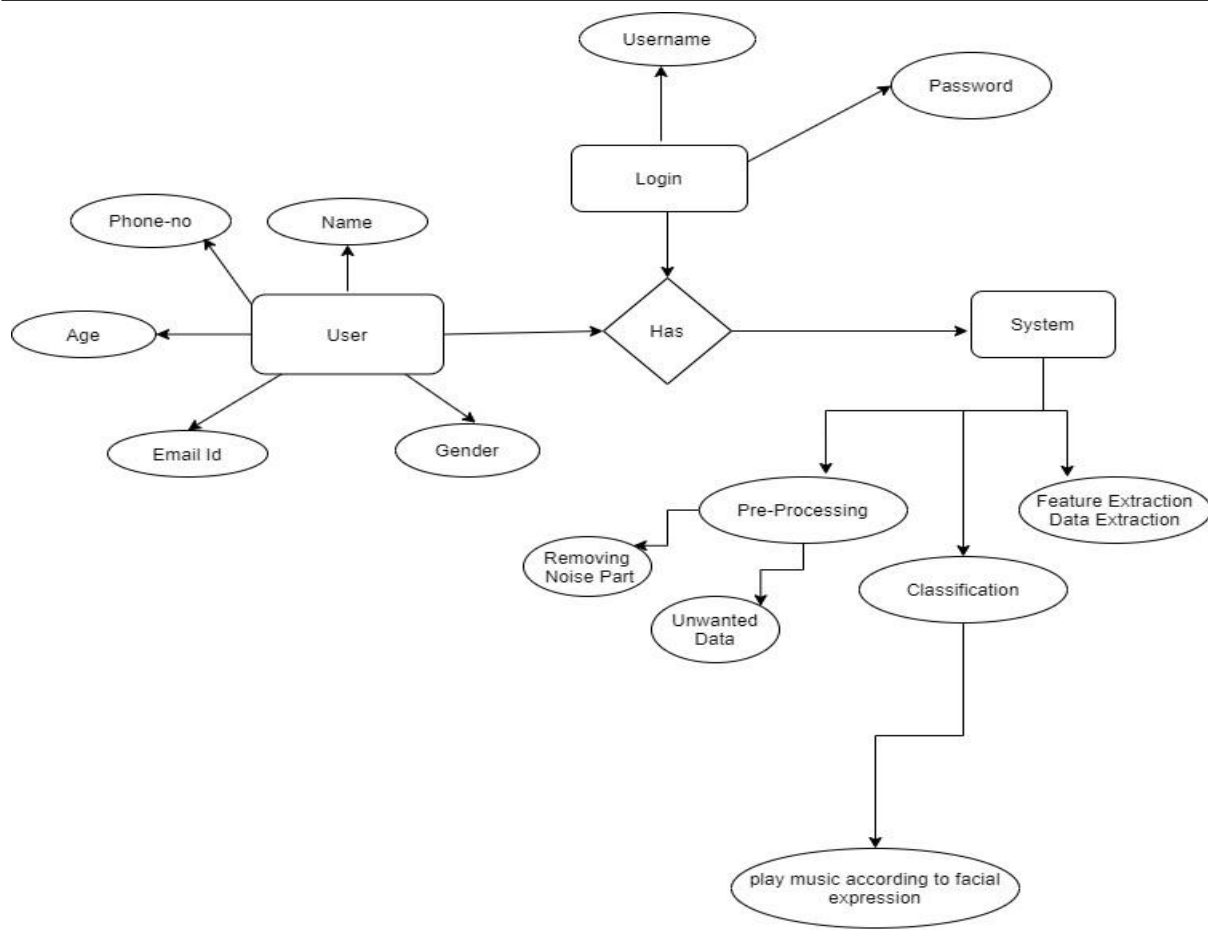 Username
Password
Login
Phone-no
Name
Age
User
Has
System
Email Id
Gender
Pre-Processing
Feature Extraction
Data Extraction
Removing
Noise Part
Classification
Unwanted
Data
play music according to facial
expression